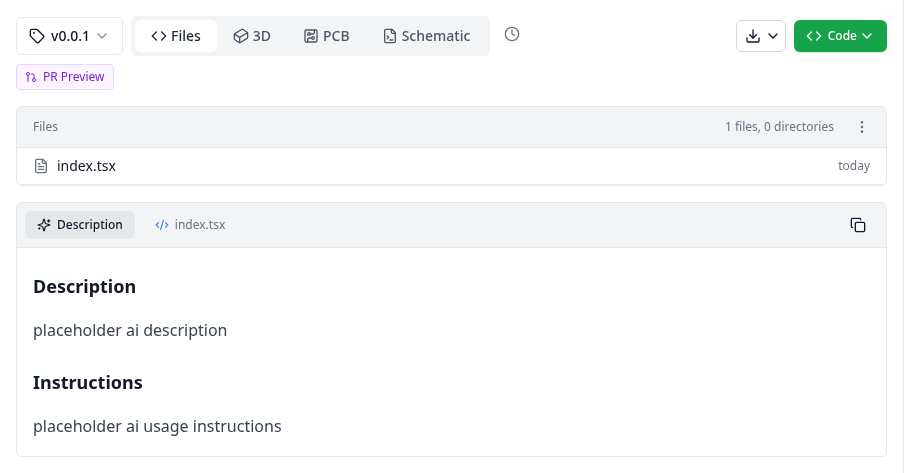 v0.0.1 Files 3D PCB Schematic Code
PR Preview
Files 1 files, 0 directories
index.tsx today
Description index.tsx
Description
placeholder ai description
Instructions
placeholder ai usage instructions